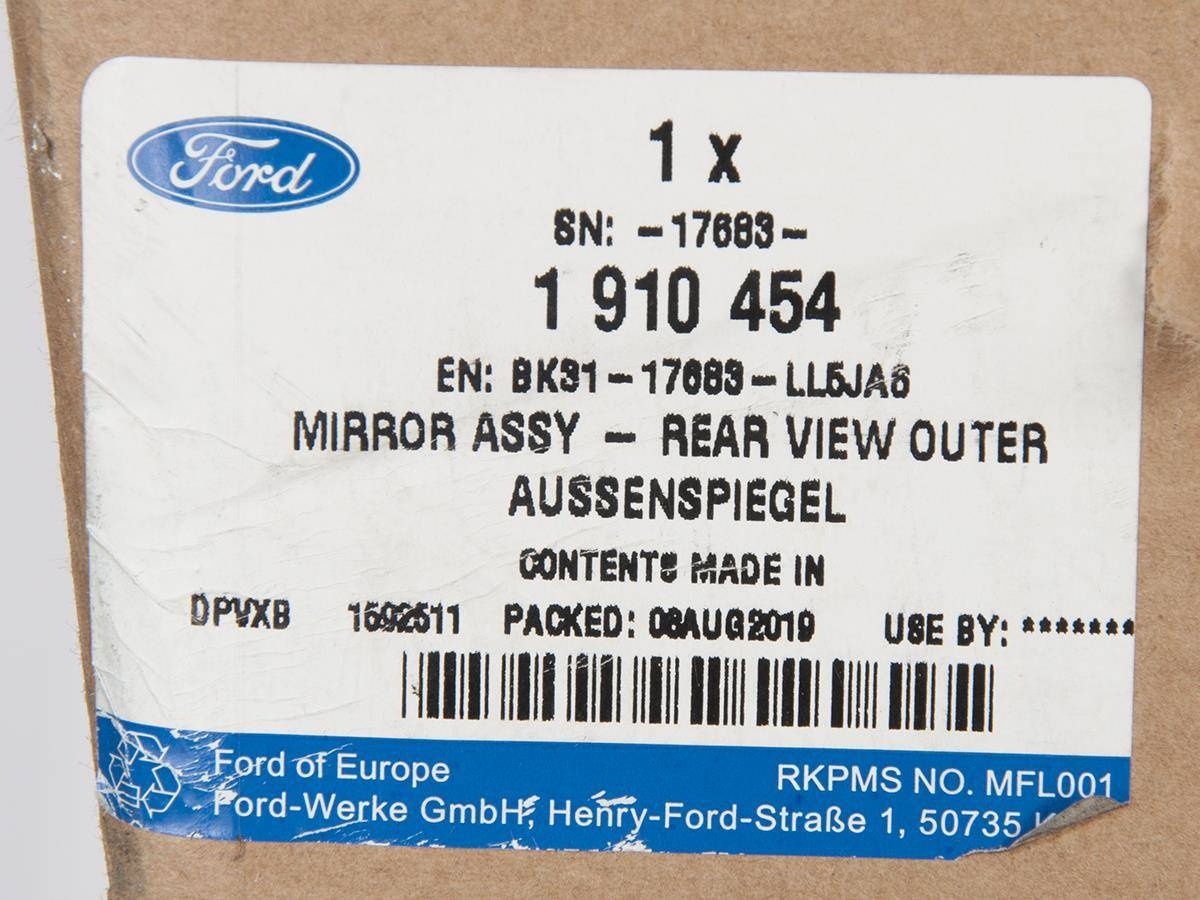 Ford
1 x
SN: -17683-
1 910 454
EN: BK31-17683-LL5JA6
MIRROR ASSY - REAR VIEW OUTER
AUSSENSPIEGEL
CONTENTS MADE IN
DPVXB 1592511 PACKED: 08AUG2019 USE BY: *******
Ford of Europe RKPMS NO. MFL001
Ford-Werke GmbH, Henry-Ford-Straße 1, 50735